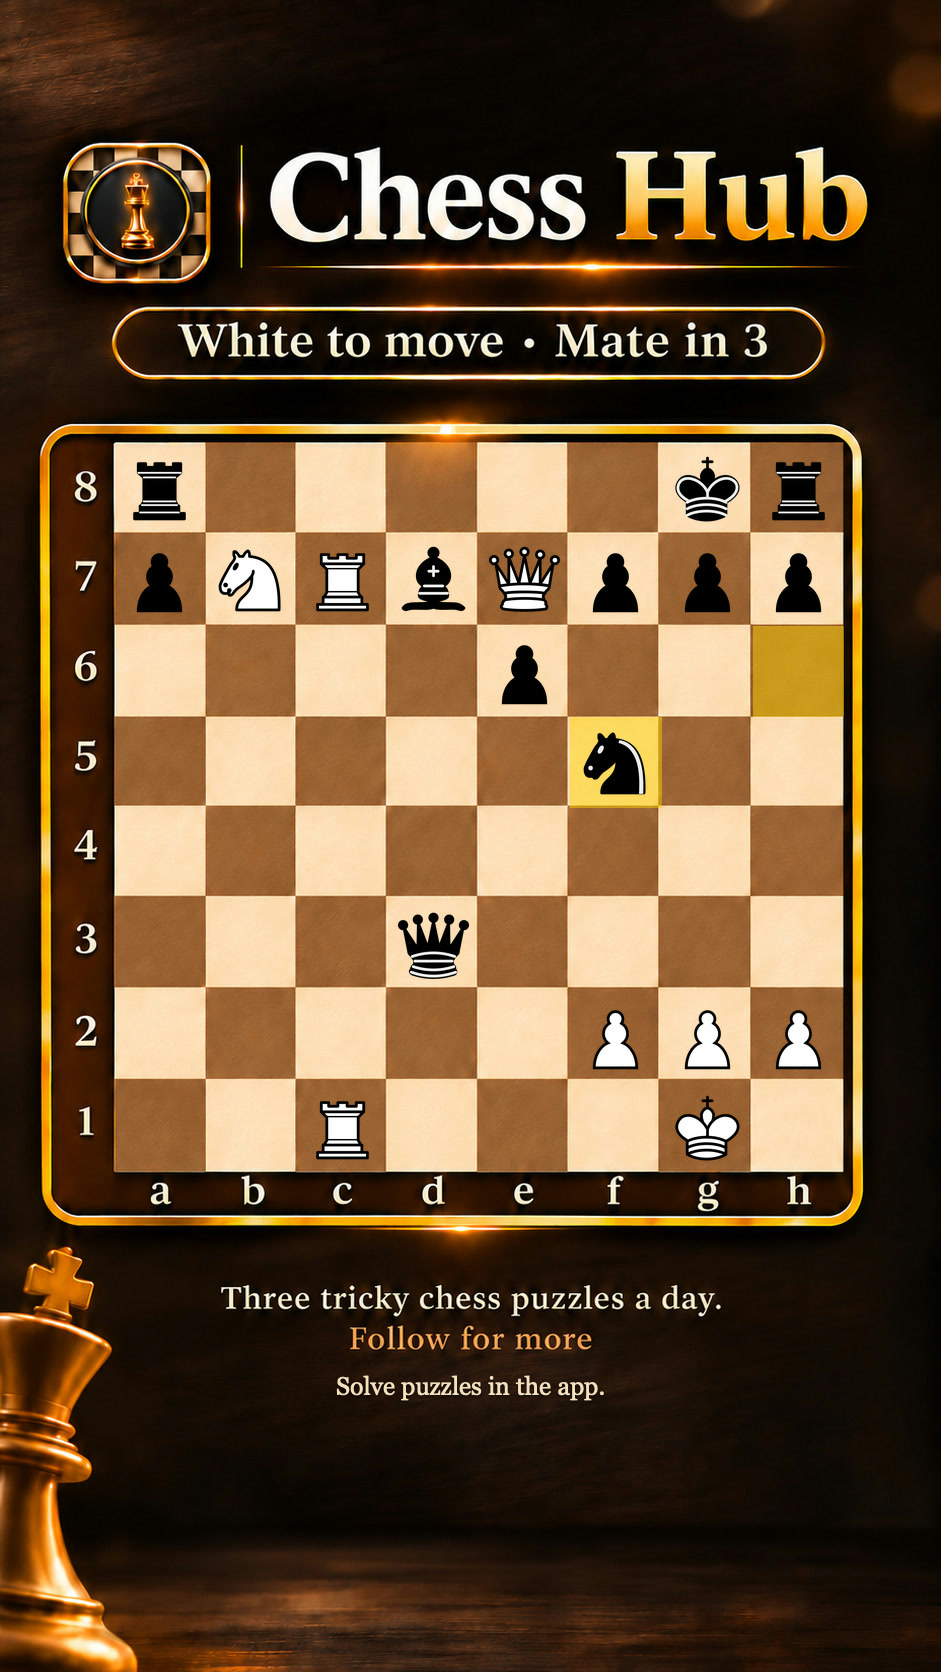 Chess Hub
White to move • Mate in 3
8
7
6
5
4
3
2
1
a b c d e f g h
Three tricky chess puzzles a day.
Follow for more
Solve puzzles in the app.